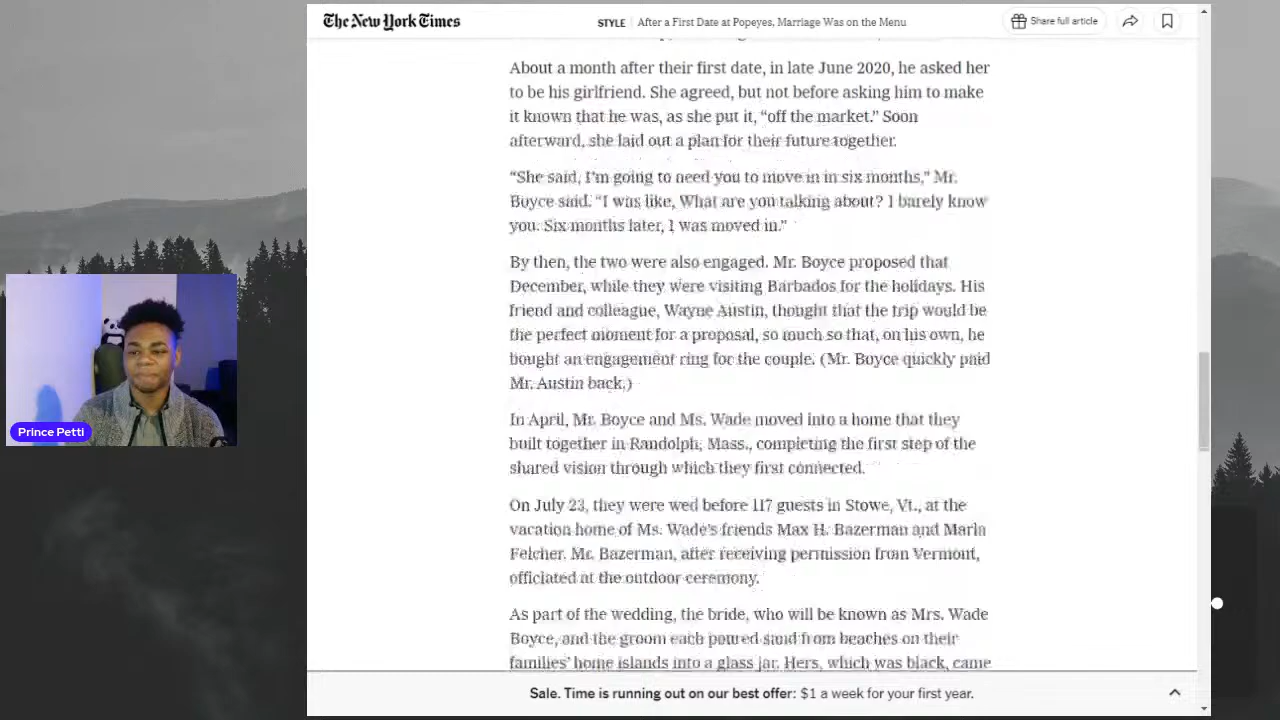 The New York Times
STYLE | After a First Date at Popeyes, Marriage Was on the Menu
Share full article
About a month after their first date, in late June 2020, he asked her
to be his girlfriend. She agreed, but not before asking him to make
it known that he was, as she put it, “off the market.” Soon
afterward, she laid out a plan for their future together.
“She said, I’m going to need you to move in in six months,” Mr.
Boyce said. “I was like, What are you talking about? I barely know
you. Six months later, I was moved in.”
By then, the two were also engaged. Mr. Boyce proposed that
December, while they were visiting Barbados for the holidays. His
friend and colleague, Wayne Austin, thought that the trip would be
the perfect moment for a proposal, so much so that, on his own, he
bought an engagement ring for the couple. (Mr. Boyce quickly paid
Mr. Austin back.)
In April, Mr. Boyce and Ms. Wade moved into a home that they
built together in Randolph, Mass., completing the first step of the
shared vision through which they first connected.
On July 23, they were wed before 117 guests in Stowe, Vt., at the
vacation home of Ms. Wade’s friends Max H. Bazerman and Marla
Felcher. Mr. Bazerman, after receiving permission from Vermont,
officiated at the outdoor ceremony.
As part of the wedding, the bride, who will be known as Mrs. Wade
Boyce, and the groom each poured sand from beaches on their
families’ home islands into a glass jar. Hers, which was black, came
Prince Petti
Sale. Time is running out on our best offer: $1 a week for your first year.